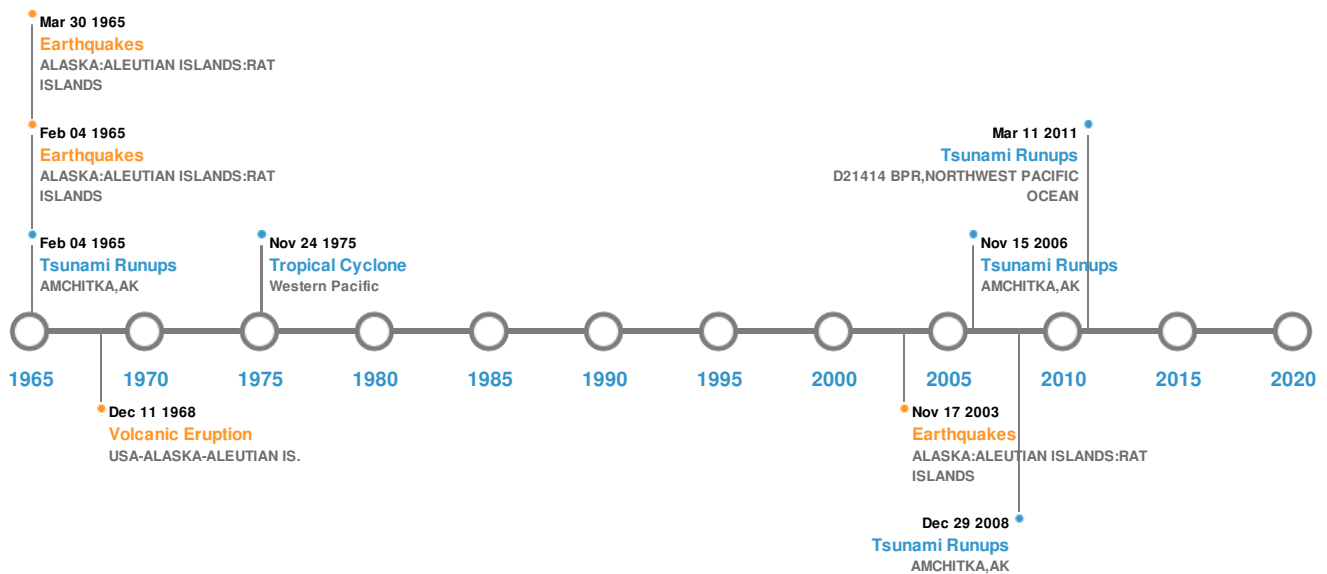 Mar 30 1965
Earthquakes
ALASKA:ALEUTIAN ISLANDS:RAT
ISLANDS
Feb 04 1965
Earthquakes
ALASKA:ALEUTIAN ISLANDS:RAT
ISLANDS
Mar 11 2011
Tsunami Runups
D21414 BPR,NORTHWEST PACIFIC
OCEAN
Feb 04 1965
Tsunami Runups
AMCHITKA,AK
Nov 24 1975
Tropical Cyclone
Western Pacific
Nov 15 2006
Tsunami Runups
AMCHITKA,AK
1965 1970 1975 1980 1985 1990 1995 2000 2005 2010 2015 2020
Dec 11 1968
Volcanic Eruption
USA-ALASKA-ALEUTIAN IS.
Nov 17 2003
Earthquakes
ALASKA:ALEUTIAN ISLANDS:RAT
ISLANDS
Dec 29 2008
Tsunami Runups
AMCHITKA,AK